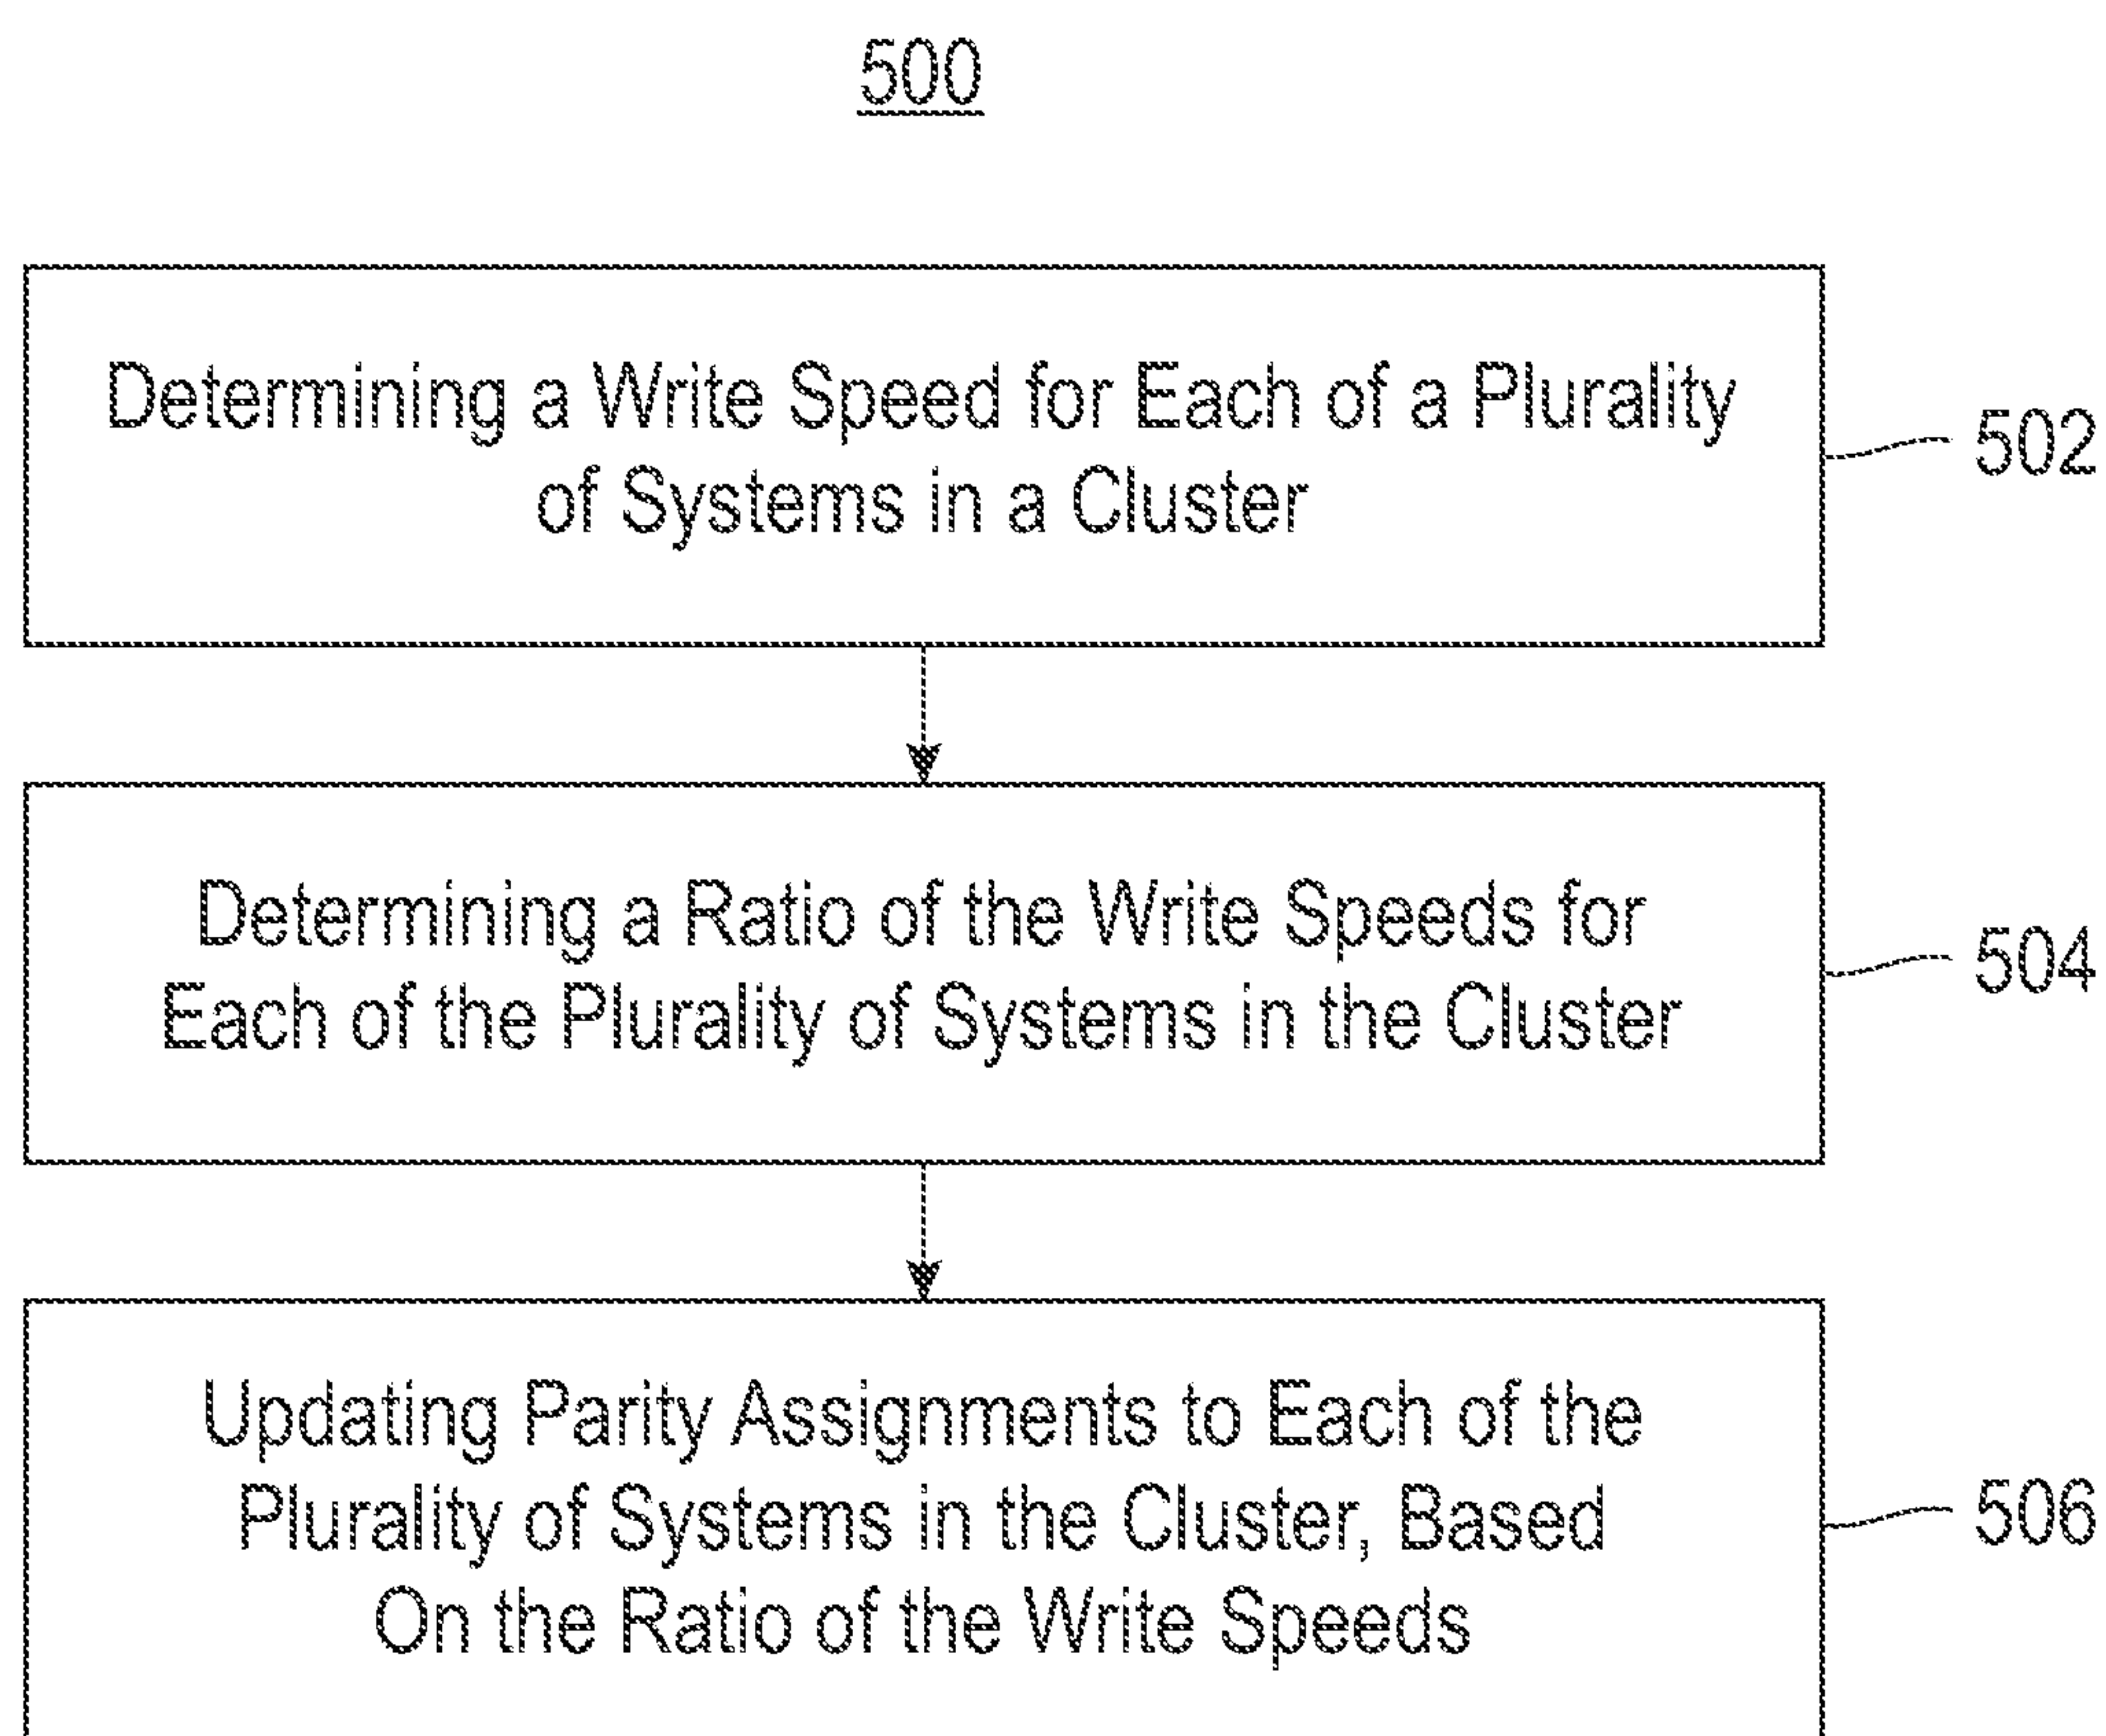 500
Determining a Write Speed for Each of a Plurality
of Systems in a Cluster
502
Determining a Ratio of the Write Speeds for
Each of the Plurality of Systems in the Cluster
504
Updating Parity Assignments to Each of the
Plurality of Systems in the Cluster, Based
On the Ratio of the Write Speeds
506